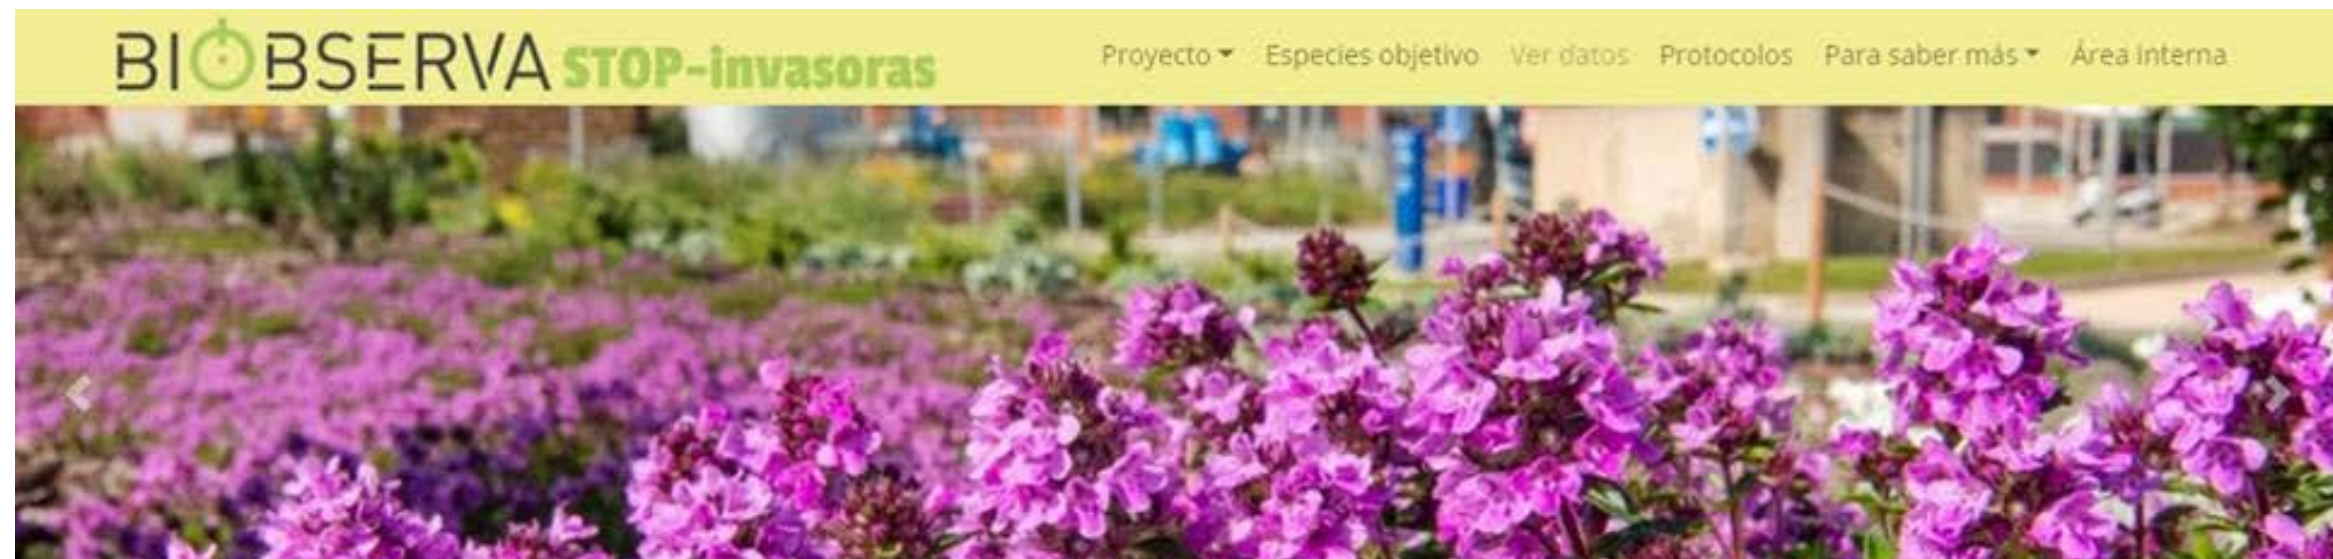 BIOBSERVA STOP-invasoras
Proyecto Especies objetivo Ver datos Protocolos Para saber más Área Interna